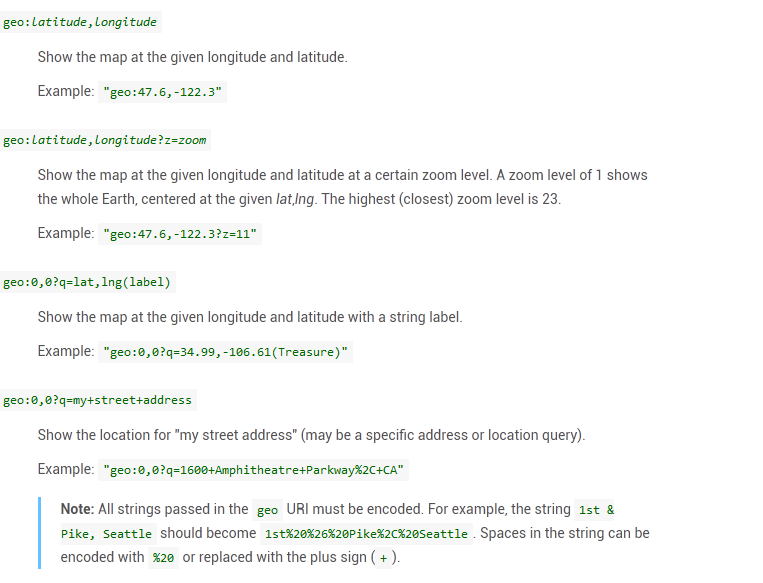 geo:latitude,longitude
Show the map at the given longitude and latitude.
Example: "geo:47.6,-122.3"
geo:latitude,longitude?z=zoom
Show the map at the given longitude and latitude at a certain zoom level. A zoom level of 1 shows
the whole Earth, centered at the given lat,lng. The highest (closest) zoom level is 23.
Example: "geo:47.6,-122.3?z=11"
geo:0,0?q=lat,lng(label)
Show the map at the given longitude and latitude with a string label.
Example: "geo:0,0?q=34.99,-106.61(Treasure)"
geo:0,0?q=my+street+address
Show the location for "my street address" (may be a specific address or location query).
Example: "geo:0,0?q=1600+Amphitheatre+Parkway%2C+CA"
Note: All strings passed in the geo URI must be encoded. For example, the string 1st &
Pike, Seattle should become 1st%20%26%20Pike%2C%20Seattle . Spaces in the string can be
encoded with %20 or replaced with the plus sign ( + ).